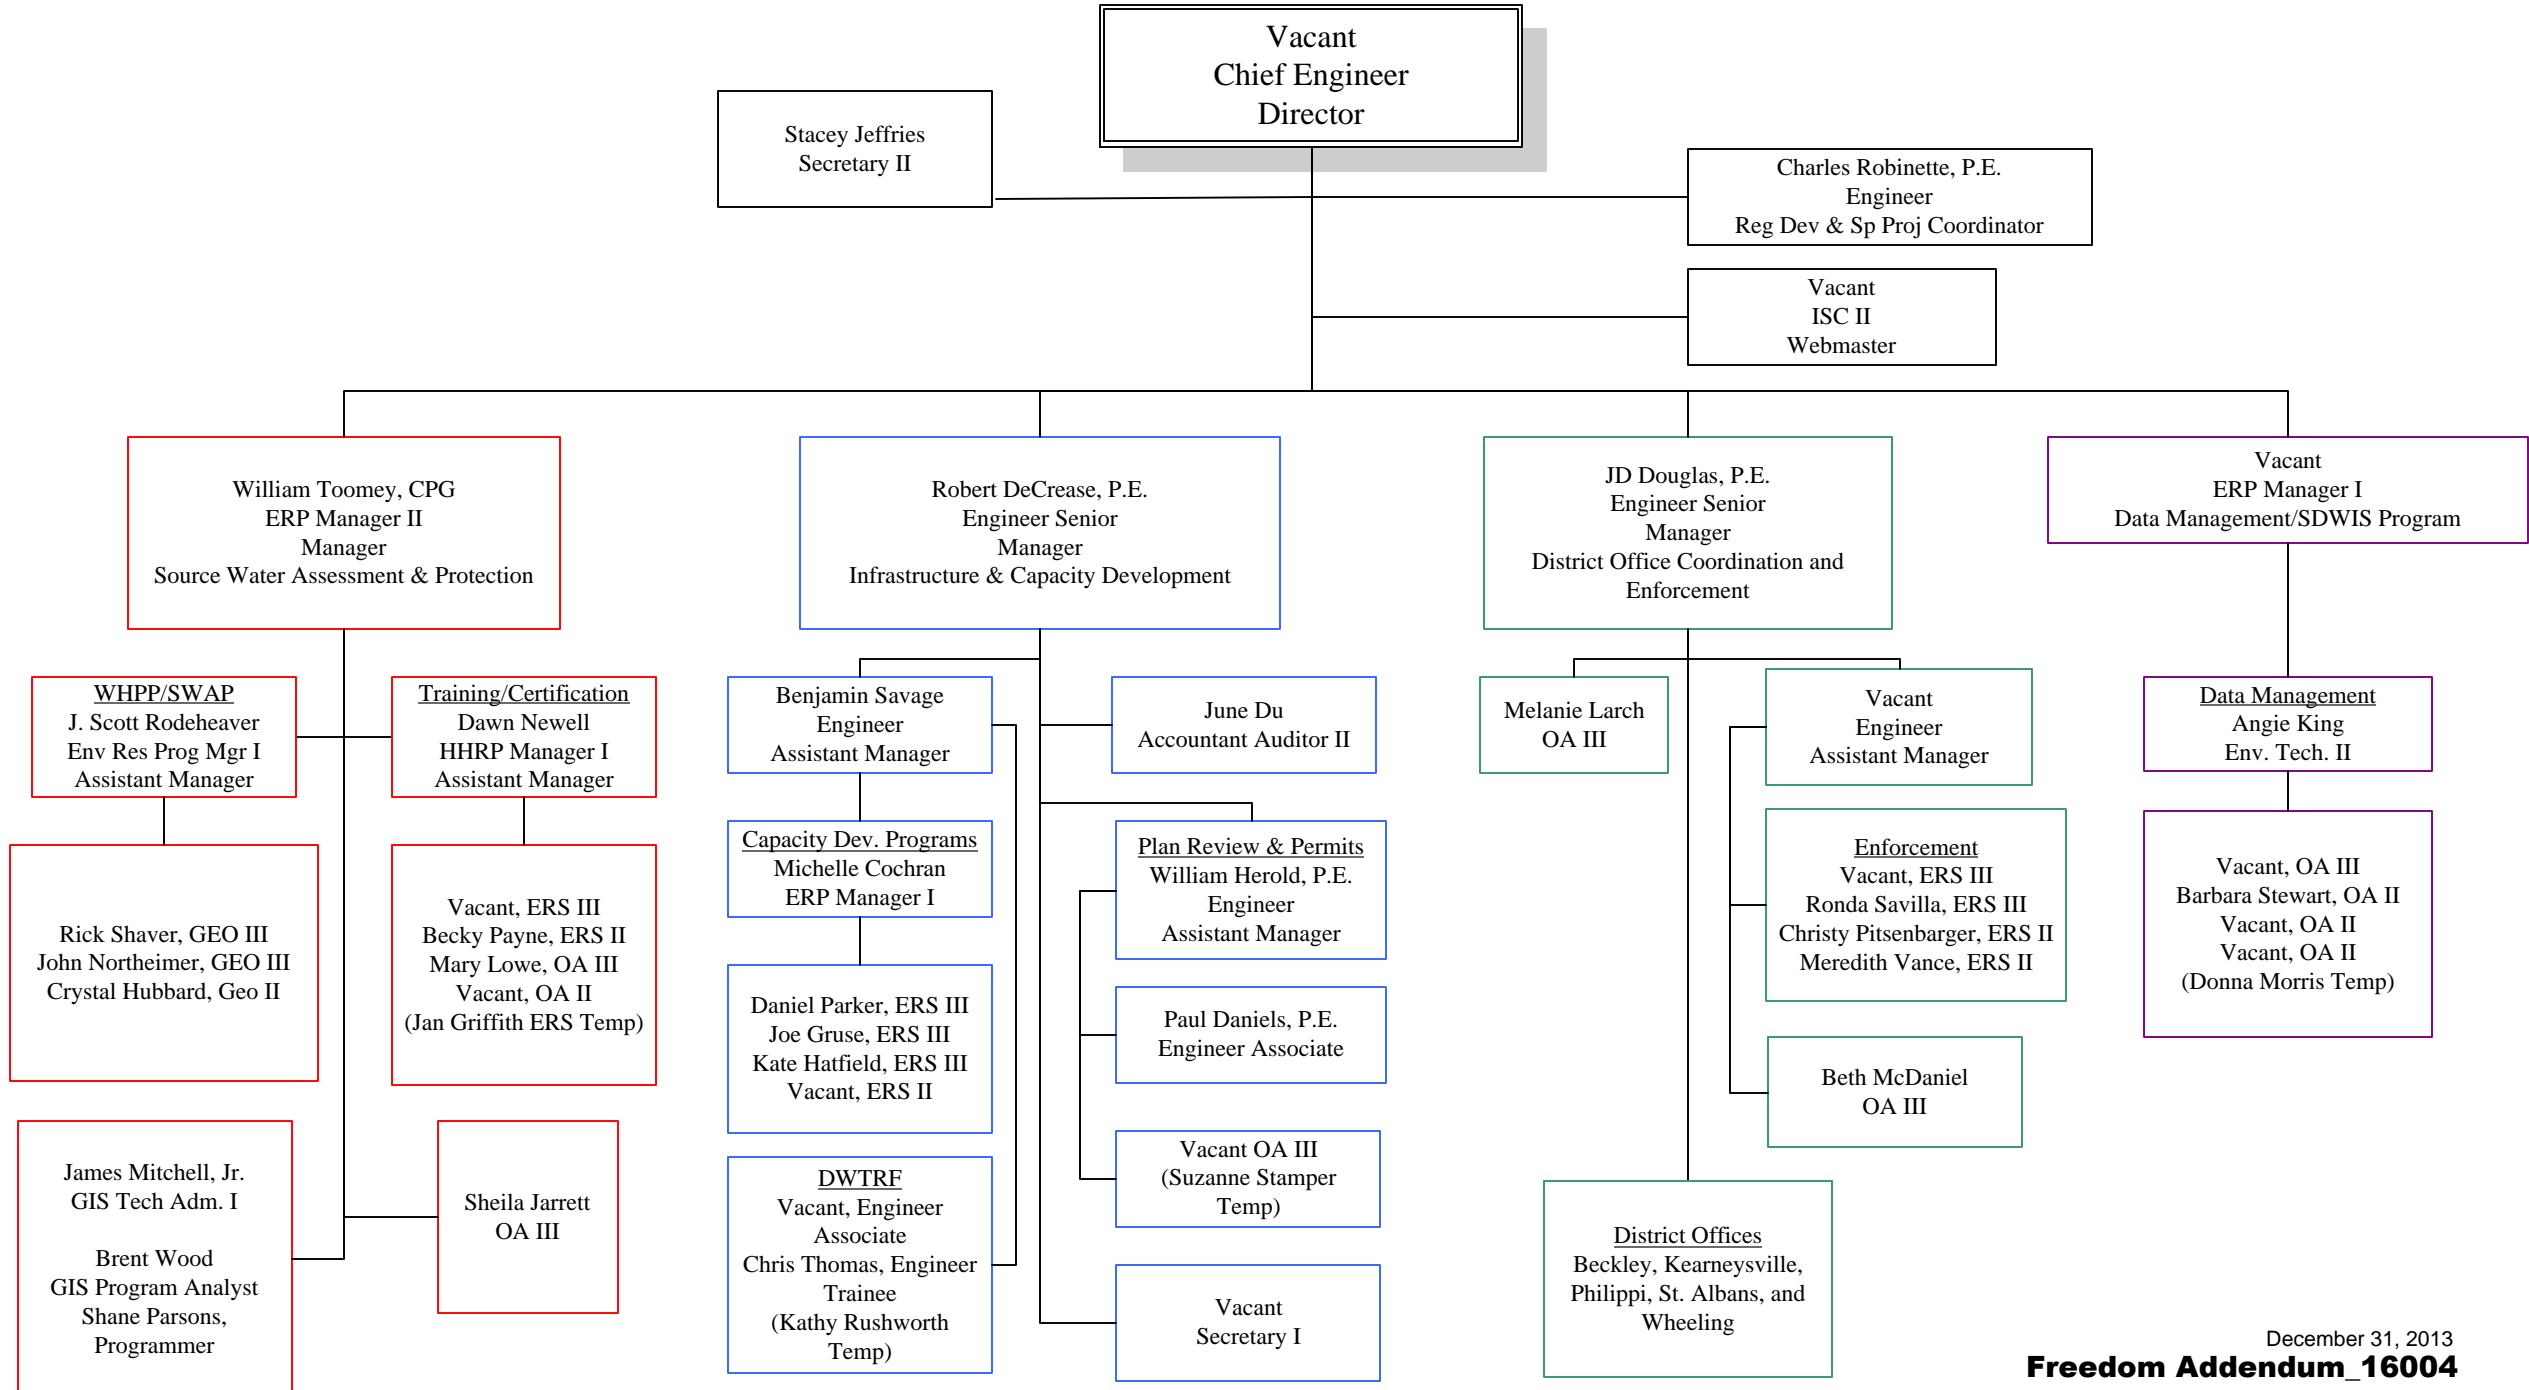 Vacant
Chief Engineer
Director
Stacey Jeffries
Secretary II
Charles Robinette, P.E.
Engineer
Reg Dev & Sp Proj Coordinator
Vacant
ISC II
Webmaster
William Toomey, CPG
ERP Manager II
Manager
Source Water Assessment & Protection
Robert DeCrease, P.E.
Engineer Senior
Manager
Infrastructure & Capacity Development
JD Douglas, P.E.
Engineer Senior
Manager
District Office Coordination and
Enforcement
Vacant
ERP Manager I
Data Management/SDWIS Program
WHPP/SWAP
J. Scott Rodeheaver
Env Res Prog Mgr I
Assistant Manager
Training/Certification
Dawn Newell
HHRP Manager I
Assistant Manager
Rick Shaver, GEO III
John Northeimer, GEO III
Crystal Hubbard, Geo II
Vacant, ERS III
Becky Payne, ERS II
Mary Lowe, OA III
Vacant, OA II
(Jan Griffith ERS Temp)
James Mitchell, Jr.
GIS Tech Adm. I
Brent Wood
GIS Program Analyst
Shane Parsons,
Programmer
Sheila Jarrett
OA III
Benjamin Savage
Engineer
Assistant Manager
June Du
Accountant Auditor II
Capacity Dev. Programs
Michelle Cochran
ERP Manager I
Plan Review & Permits
William Herold, P.E.
Engineer
Assistant Manager
Daniel Parker, ERS III
Joe Gruse, ERS III
Kate Hatfield, ERS III
Vacant, ERS II
Paul Daniels, P.E.
Engineer Associate
DWTRF
Vacant, Engineer
Associate
Chris Thomas, Engineer
Trainee
(Kathy Rushworth
Temp)
Vacant OA III
(Suzanne Stamper
Temp)
Vacant
Secretary I
Melanie Larch
OA III
Vacant
Engineer
Assistant Manager
Enforcement
Vacant, ERS III
Ronda Savilla, ERS III
Christy Pitsenbarger, ERS II
Meredith Vance, ERS II
Beth McDaniel
OA III
District Offices
Beckley, Kearneysville,
Philippi, St. Albans, and
Wheeling
Data Management
Angie King
Env. Tech. II
Vacant, OA III
Barbara Stewart, OA II
Vacant, OA II
Vacant, OA II
(Donna Morris Temp)
December 31, 2013
Freedom Addendum_16004